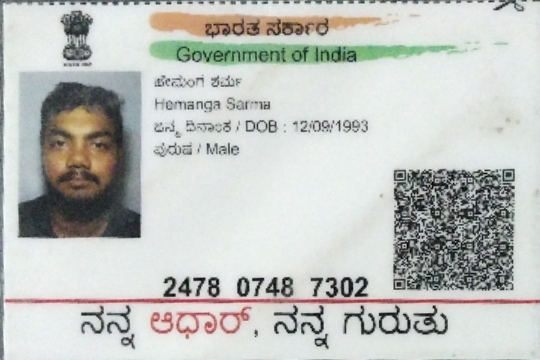 ಭಾರತ ಸರ್ಕಾರ
Government of India
ಹೇಮಂಗ ಶರ್ಮ
Hemanga Sarma
ಜನ್ಮ ದಿನಾಂಕ / DOB : 12/09/1993
ಪುರುಷ / Male
2478 0748 7302
ನನ್ನ ಆಧಾರ್, ನನ್ನ ಗುರುತು